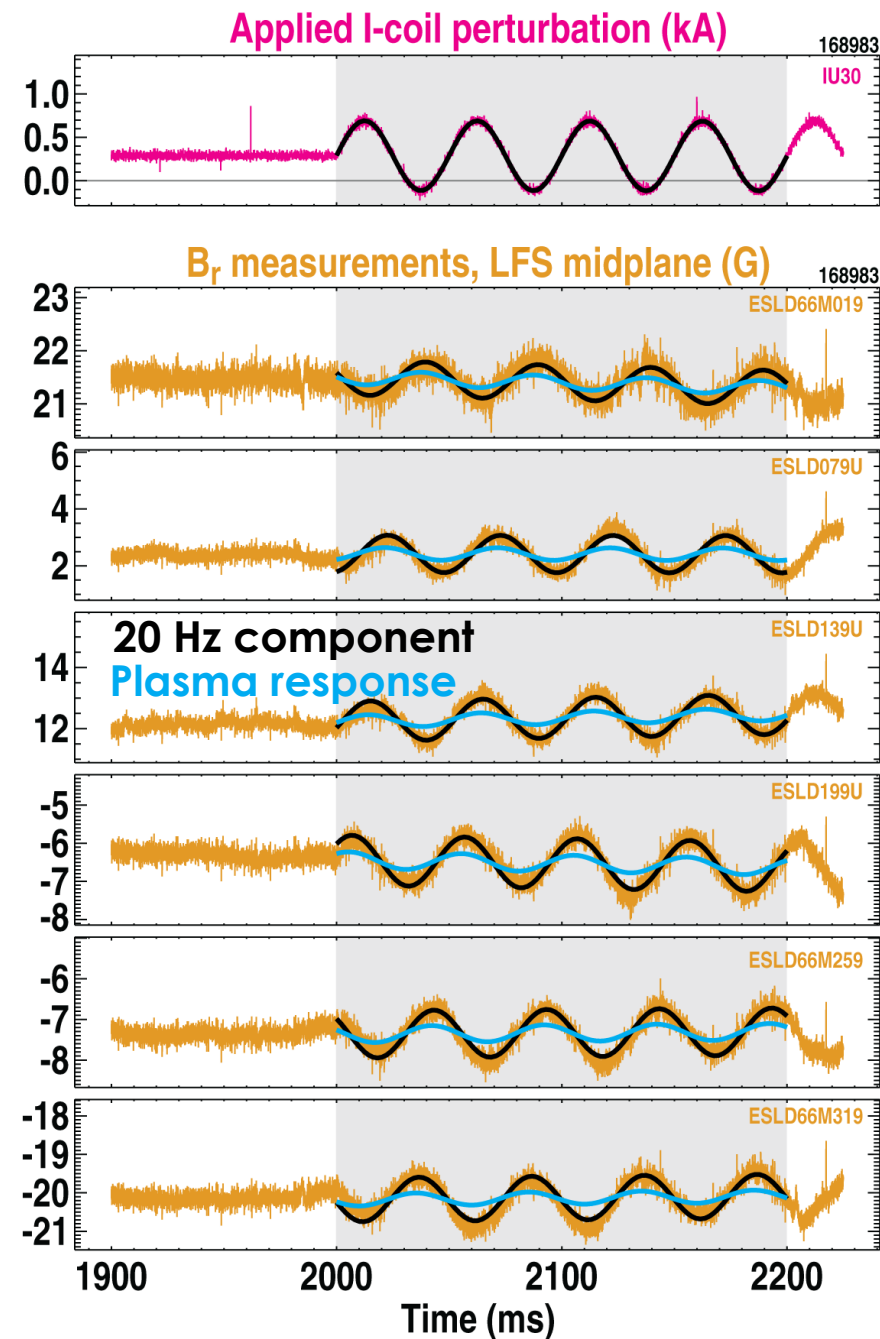 Applied I-coil perturbation (kA)
168983
IU30
1.0
0.5
0.0
Br measurements, LFS midplane (G)
168983
ESLD66M019
23
22
21
ESLD079U
6
4
2
ESLD139U
20 Hz component
Plasma response
14
12
ESLD199U
-5
-6
-7
-8
ESLD66M259
-6
-7
-8
ESLD66M319
-18
-19
-20
-21
1900 2000 2100 2200
Time (ms)